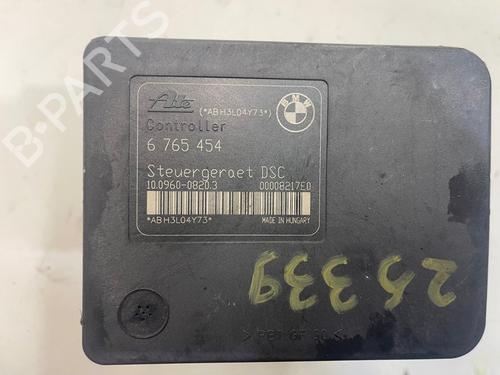 Ate (*ABH3L04Y73*)
BMW
Controller
6 765 454
Steuergeraet DSC
10.0960-0820.3 00008217E0
*ABH3L04Y73*
MADE IN HUNGARY
25339
B-PARTS